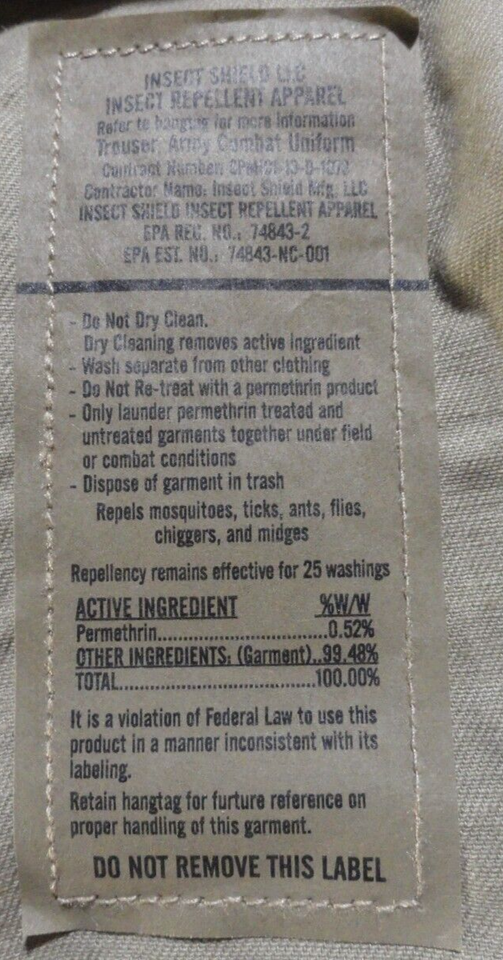 INSECT SHIELD LLC
INSECT REPELLENT APPAREL
Refer to hangtag for more information
Trouser, Army Combat Uniform
Contract Number:
Contractor Name: Insect Shield Mfg, LLC
INSECT SHIELD INSECT REPELLENT APPAREL
EPA REG. NO.: 74843-2
EPA EST. NO.: 74843-NC-001
- Do Not Dry Clean.
Dry Cleaning removes active ingredient
- Wash separate from other clothing
- Do Not Re-treat with a permethrin product
- Only launder permethrin treated and
untreated garments together under field
or combat conditions
- Dispose of garment in trash
Repels mosquitoes, ticks, ants, flies,
chiggers, and midges
Repellency remains effective for 25 washings
ACTIVE INGREDIENT %W/W
Permethrin..............................0.52%
OTHER INGREDIENTS: (Garment)..99.48%
TOTAL...................................100.00%
It is a violation of Federal Law to use this
product in a manner inconsistent with its
labeling.
Retain hangtag for furture reference on
proper handling of this garment.
DO NOT REMOVE THIS LABEL